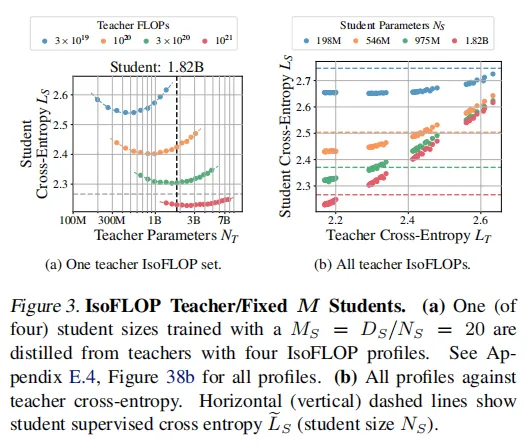 Teacher FLOPs
3 × 10^19 10^20 3 × 10^20 10^21
Student: 1.82B
Student
Cross-Entropy L_S
2.6
2.5
2.4
2.3
100M 300M 1B 3B 7B
Teacher Parameters N_T
(a) One teacher IsoFLOP set.
Student Parameters N_S
198M 546M 975M 1.82B
Student Cross-Entropy L_S
2.7
2.6
2.5
2.4
2.3
2.2 2.4 2.6
Teacher Cross-Entropy L_T
(b) All teacher IsoFLOPs.
Figure 3. IsoFLOP Teacher/Fixed M Students. (a) One (of
four) student sizes trained with a M_S = D_S/N_S = 20 are
distilled from teachers with four IsoFLOP profiles. See Ap-
pendix E.4, Figure 38b for all profiles. (b) All profiles against
teacher cross-entropy. Horizontal (vertical) dashed lines show
student supervised cross entropy L̃_S (student size N_S).